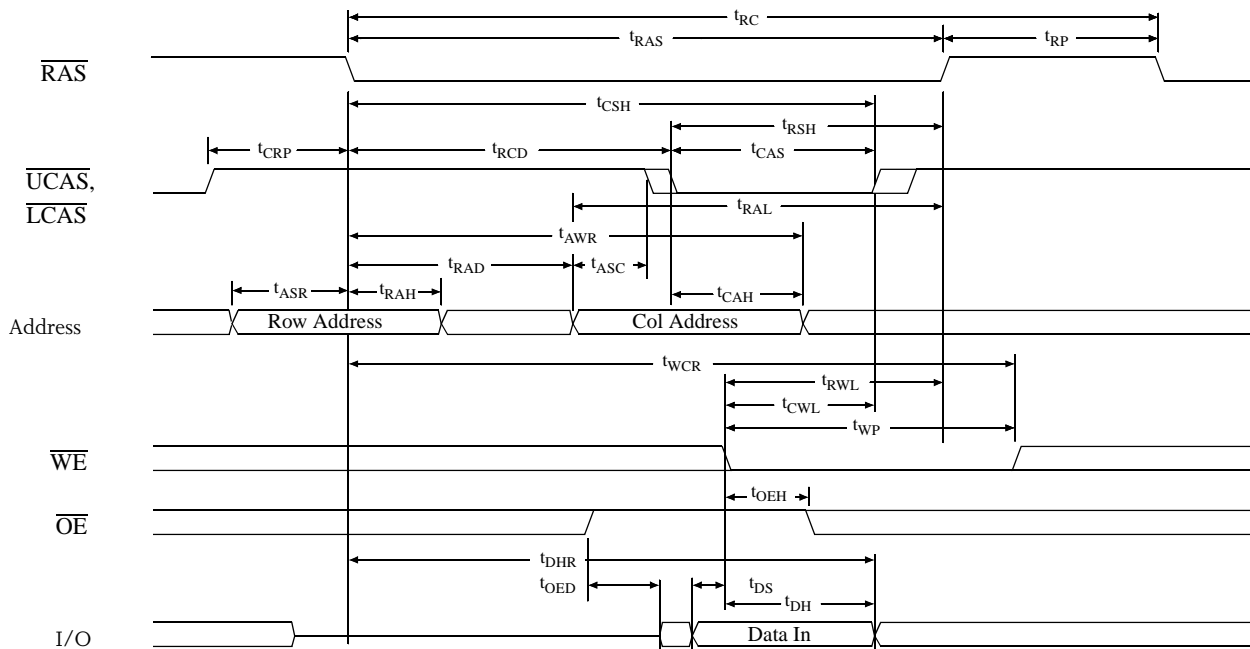 tRC
tRAS tRP
RAS
tCSH
tRSH
tCRP tRCD tCAS
UCAS,
LCAS
tRAL
tAWR
tRAD tASC
tASR tRAH tCAH
Address Row Address Col Address
tWCR
tRWL
tCWL
tWP
WE
tOEH
OE
tDHR
tOED tDS
tDH
I/O Data In